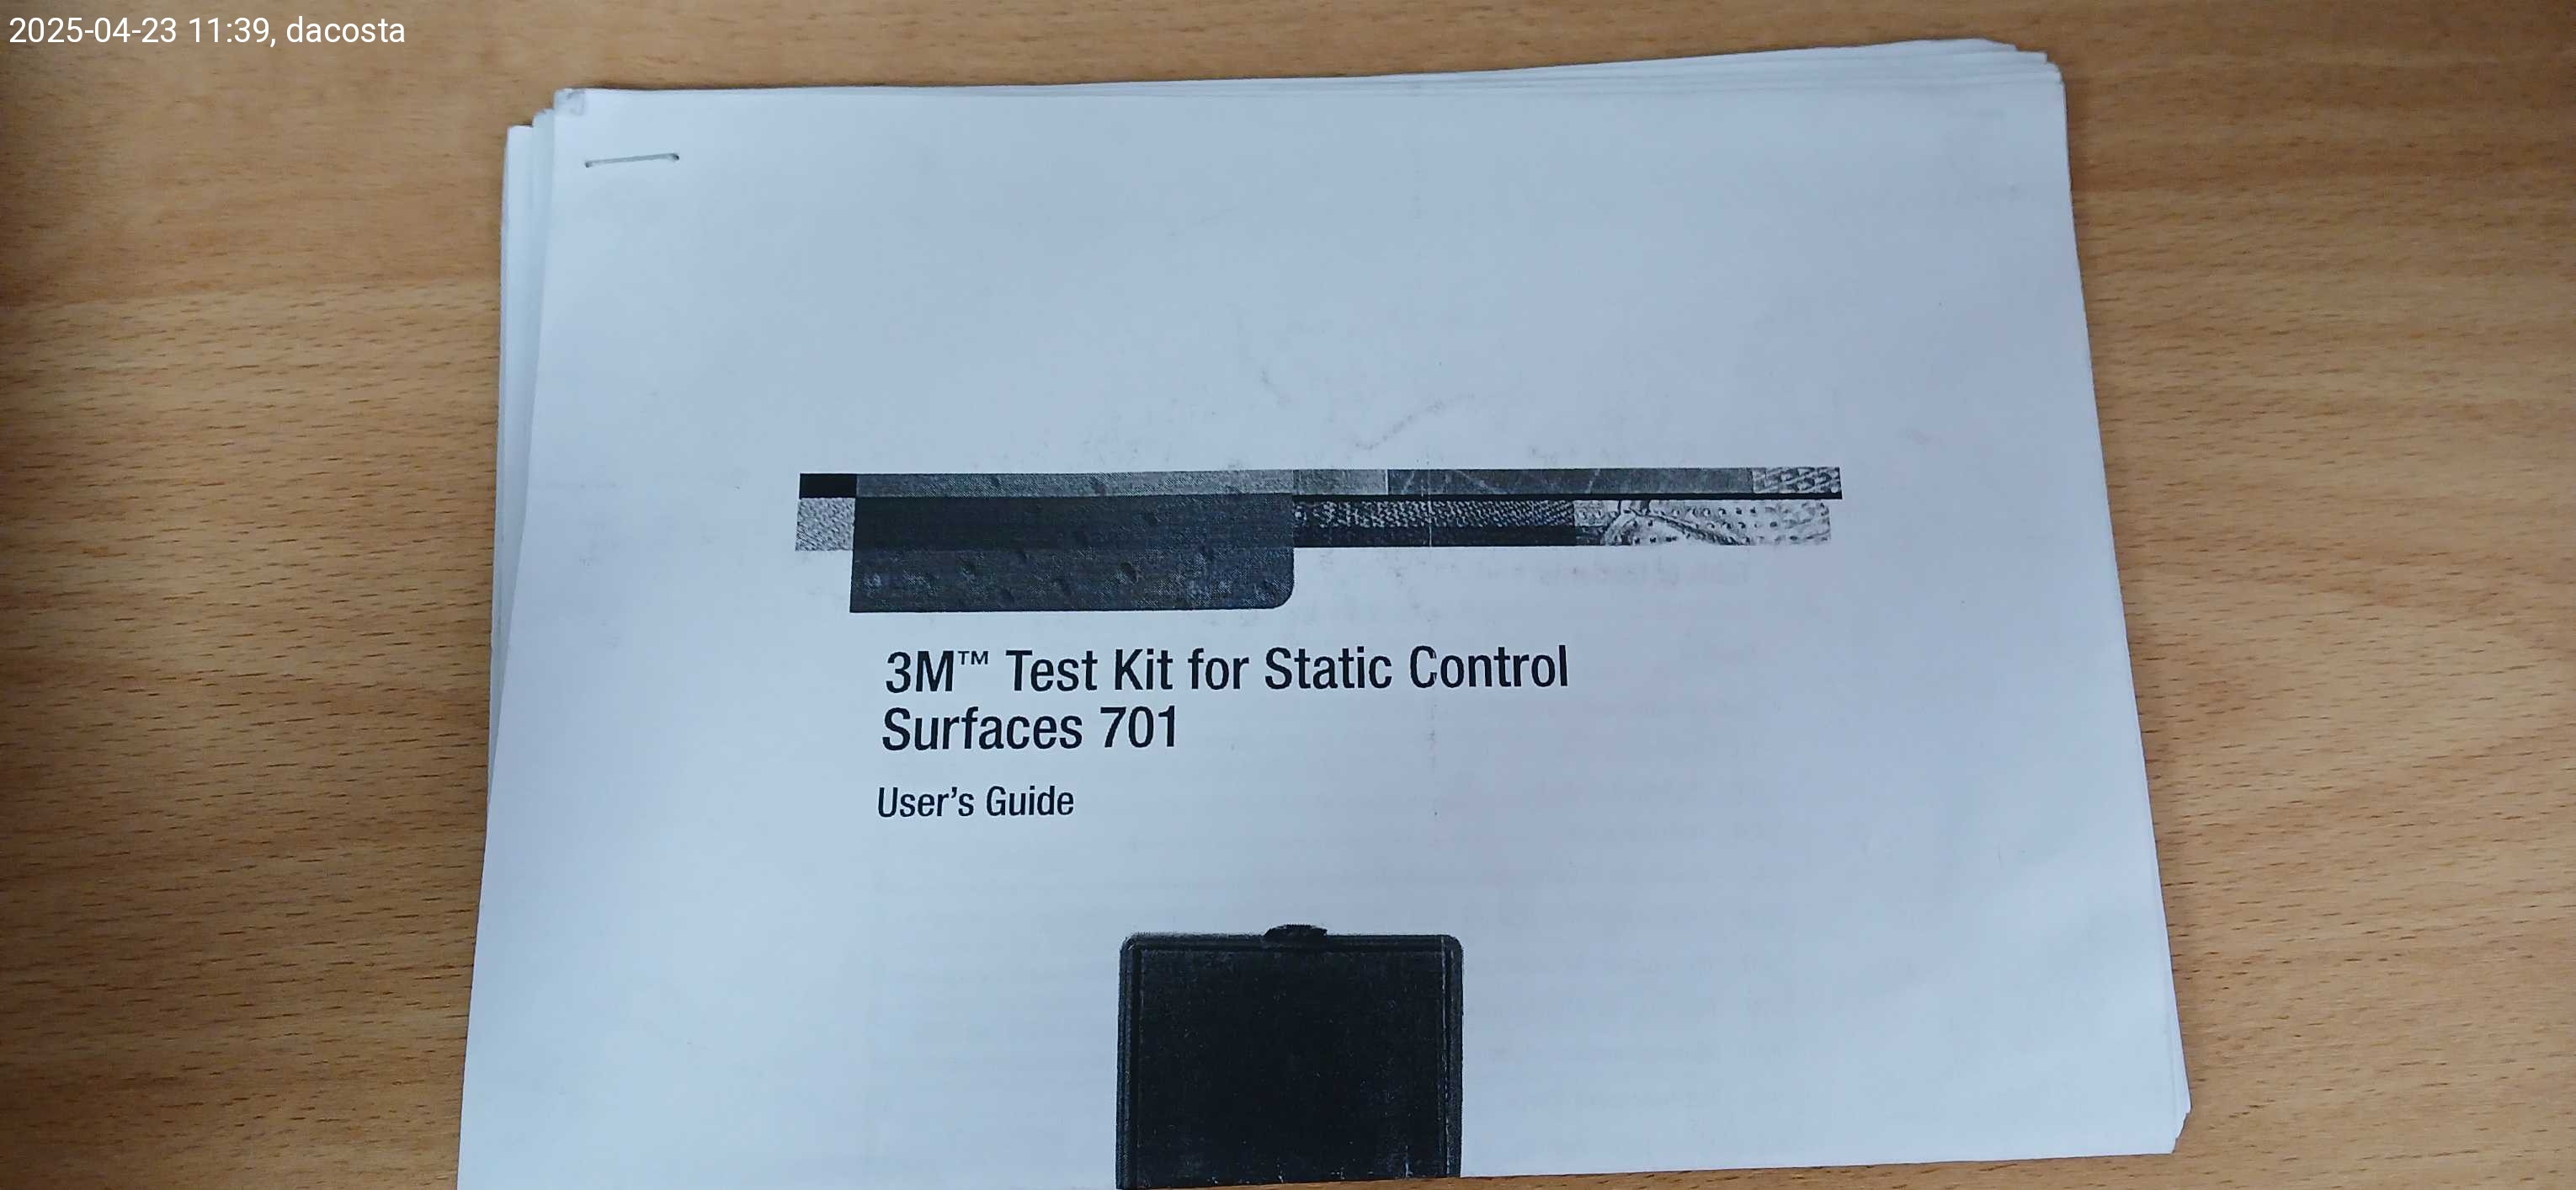 2025-04-23 11:39, dacosta
3M™ Test Kit for Static Control
Surfaces 701
User's Guide